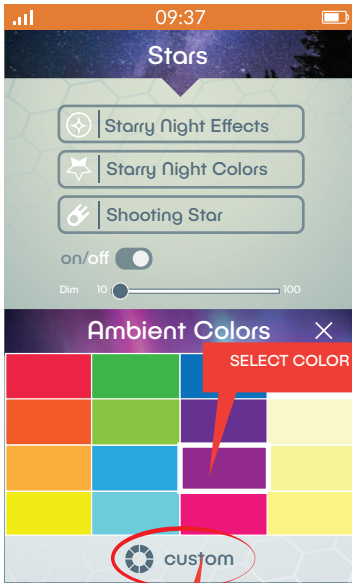 09:37
Stars
Starry Night Effects
Starry Night Colors
Shooting Star
on/off
Dim 10 100
Ambient Colors
SELECT COLOR
custom